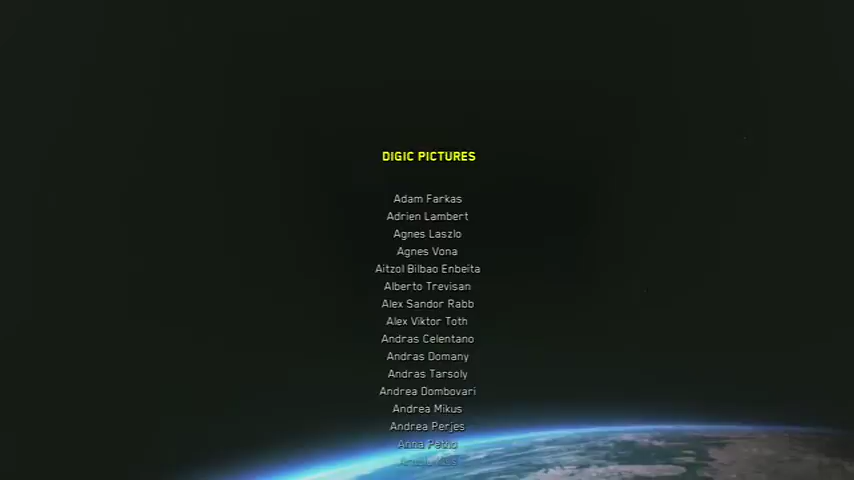 DIGIC PICTURES
Adam Farkas
Adrien Lambert
Agnes Laszlo
Agnes Vona
Aitzol Bilbao Enbeita
Alberto Trevisan
Alex Sandor Rabb
Alex Viktor Toth
Andras Celentano
Andras Domany
Andras Tarsoly
Andrea Dombovari
Andrea Mikus
Andrea Perjes
Anna Petho